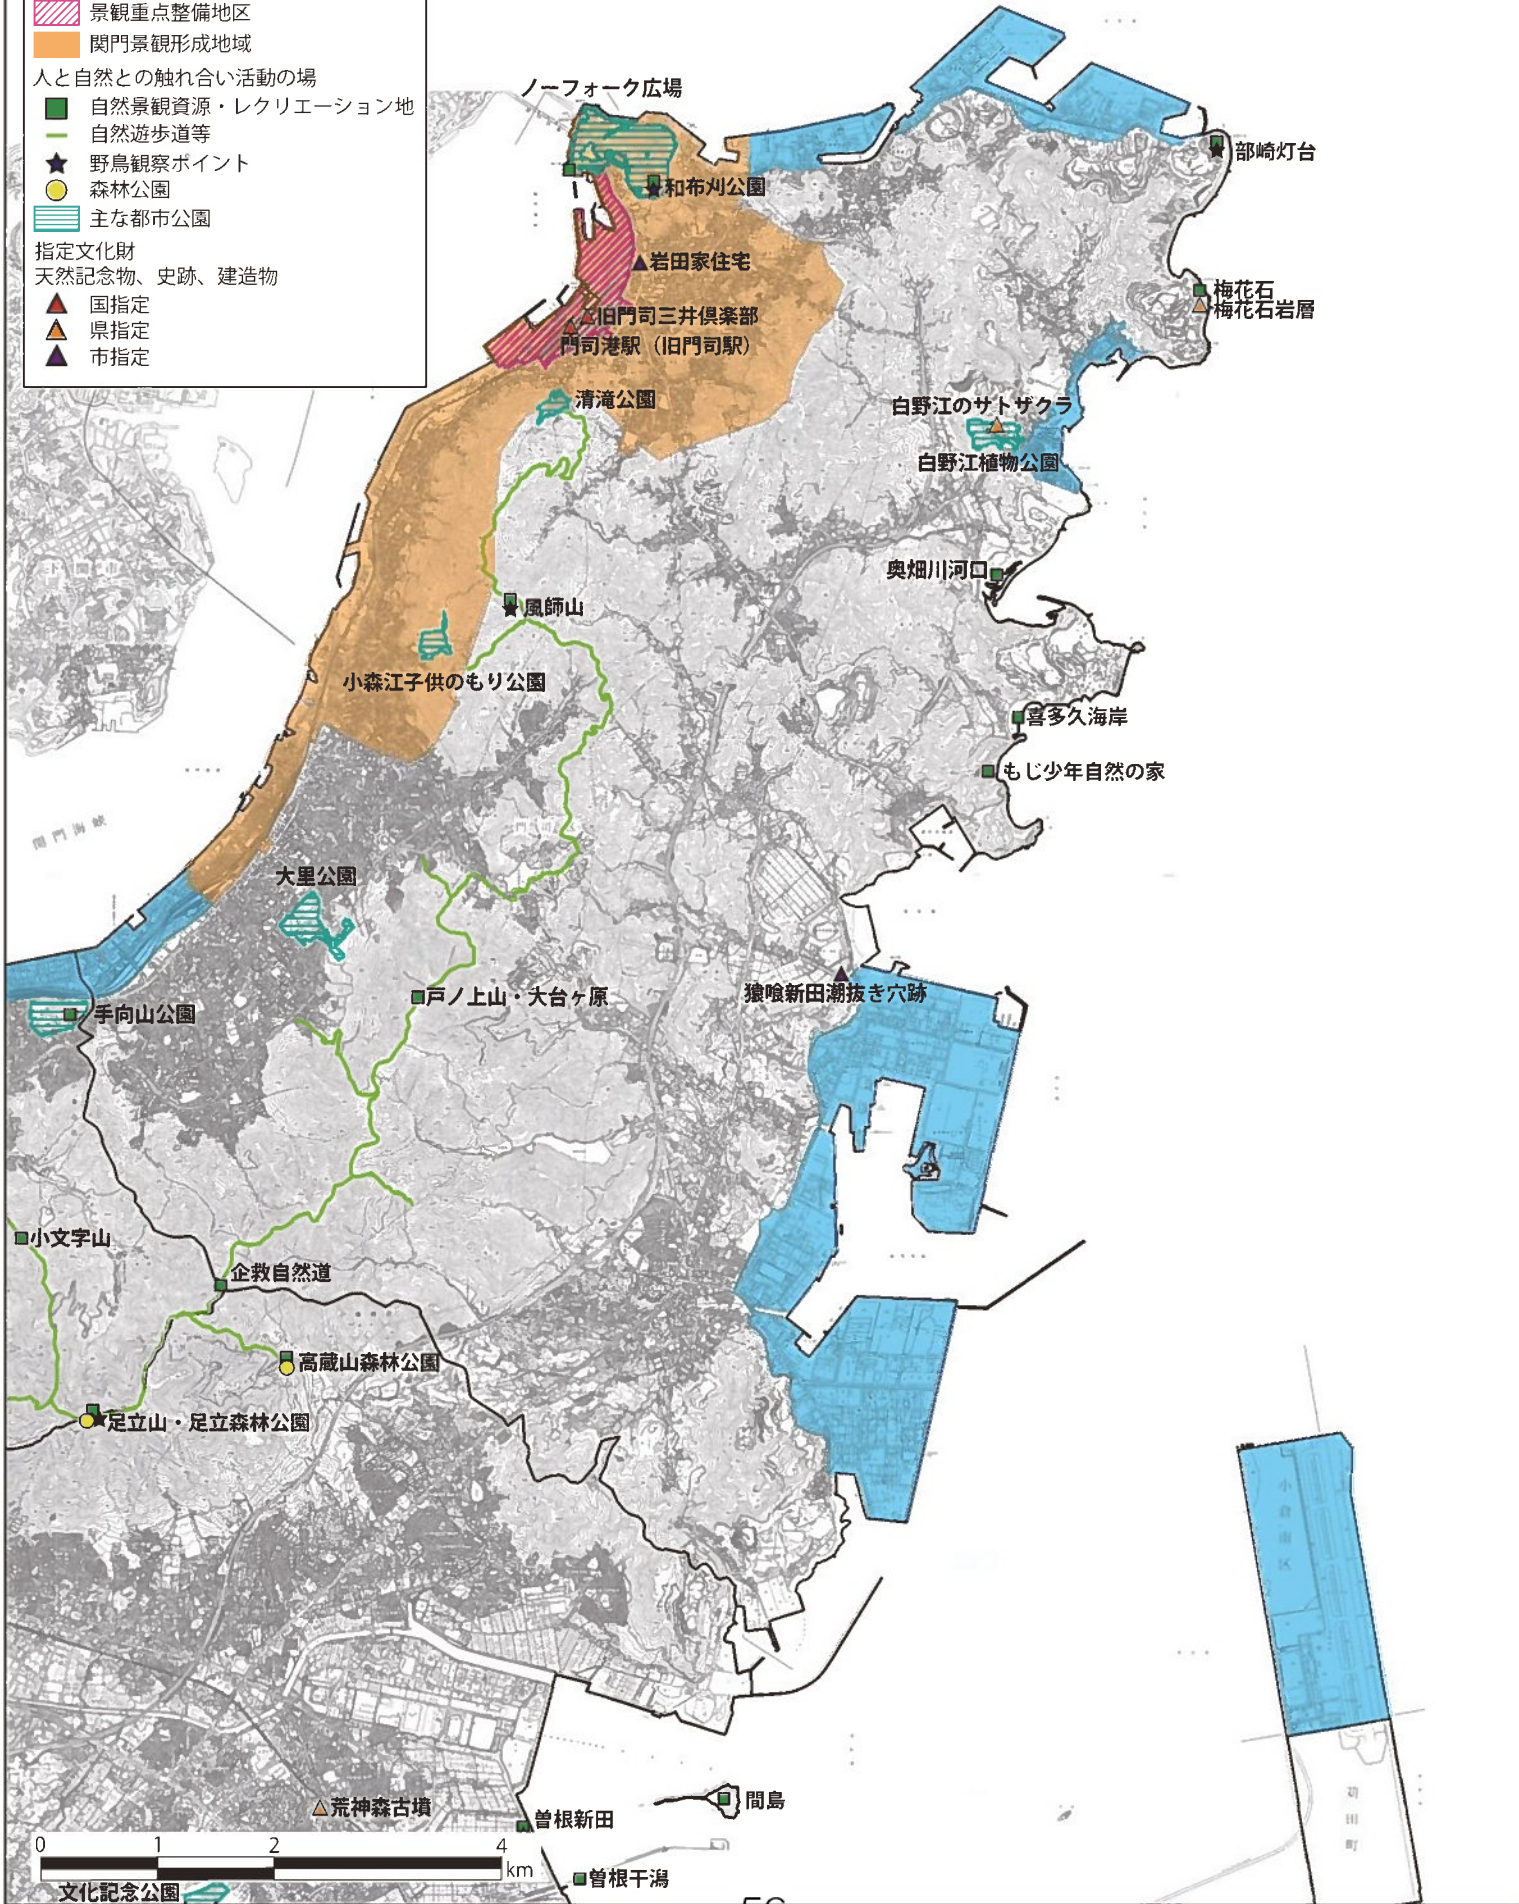 景観重点整備地区
関門景観形成地域
人と自然との触れ合い活動の場
自然景観資源・レクリエーション地
自然遊歩道等
野鳥観察ポイント
森林公園
主な都市公園
指定文化財
天然記念物、史跡、建造物
国指定
県指定
市指定
ノーフォーク広場
部崎灯台
和布刈公園
岩田家住宅
梅花石
梅花石岩層
旧門司三井倶楽部
門司港駅（旧門司駅）
清滝公園
白野江のサトザクラ
白野江植物公園
下関市
奥畑川河口
風師山
小森江子供のもり公園
喜多久海岸
もじ少年自然の家
関門海峡
大里公園
猿喰新田潮抜き穴跡
戸ノ上山・大台ヶ原
手向山公園
小文字山
企救自然道
高蔵山森林公園
足立山・足立森林公園
小倉南区
苅田町
間島
荒神森古墳
曽根新田
0 1 2 4
km
曽根干潟
文化記念公園